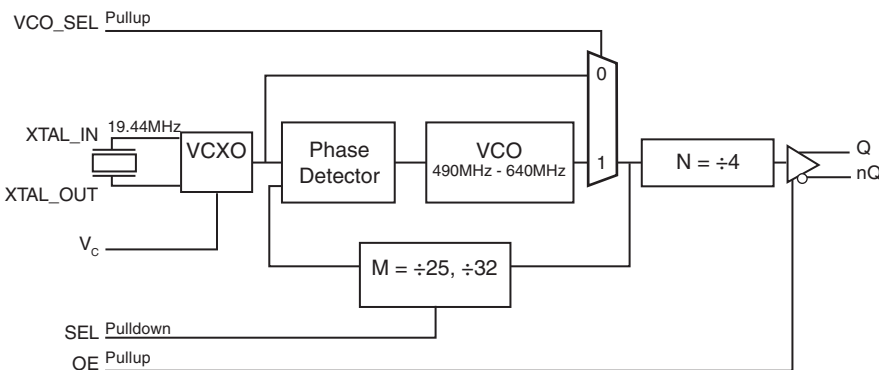 VCO_SEL Pullup
0
XTAL_IN
19.44MHz
VCXO
Phase
Detector
VCO
490MHz - 640MHz
1
N = ÷4
Q
nQ
XTAL_OUT
VC
M = ÷25, ÷32
SEL Pulldown
OE Pullup